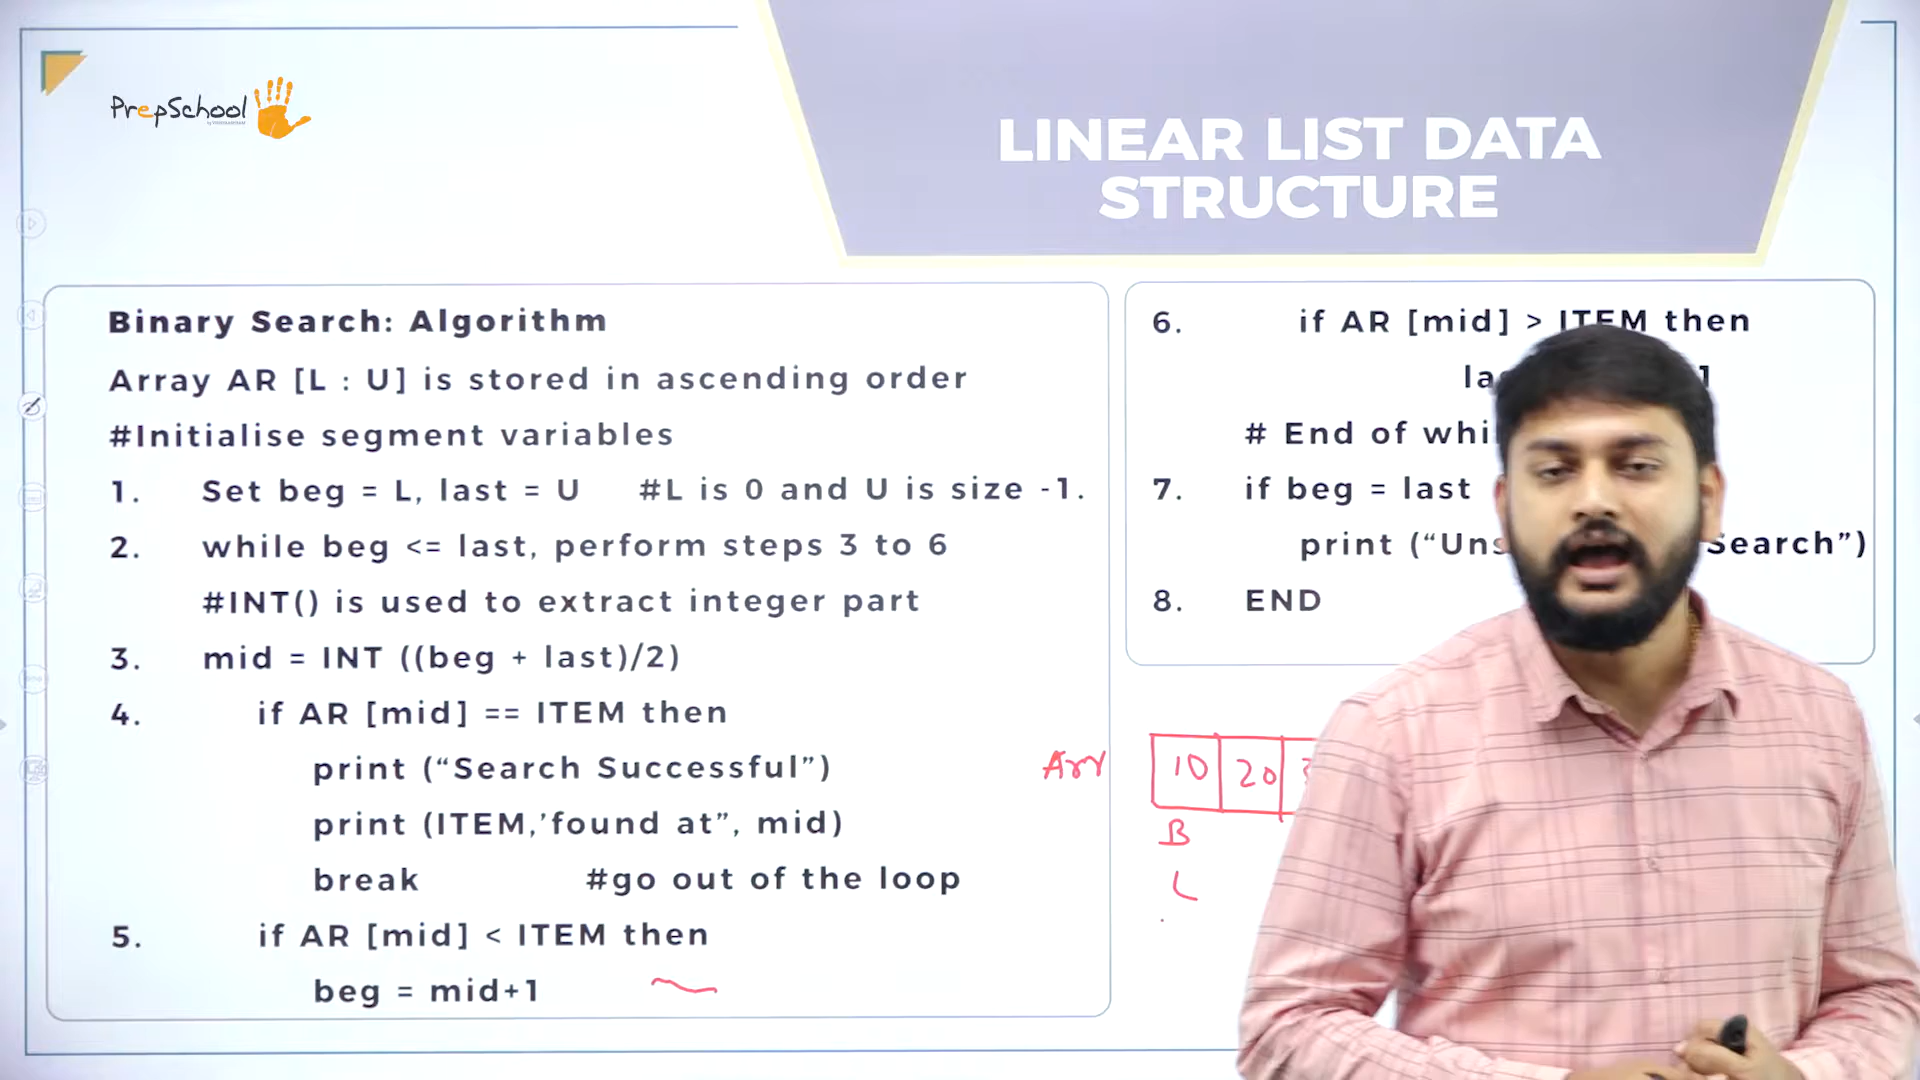 PrepSchool
LINEAR LIST DATA
STRUCTURE
Binary Search: Algorithm
Array AR [L : U] is stored in ascending order
#Initialise segment variables
1. Set beg = L, last = U #L is 0 and U is size -1.
2. while beg <= last, perform steps 3 to 6
#INT() is used to extract integer part
3. mid = INT ((beg + last)/2)
4. if AR [mid] == ITEM then
print (“Search Successful”)
print (ITEM,’found at”, mid)
break #go out of the loop
5. if AR [mid] < ITEM then
beg = mid+1
6. if AR [mid] > ITEM then
# End of
7. if beg = last
print Search”)
8. END
Arr 10 20
B
L